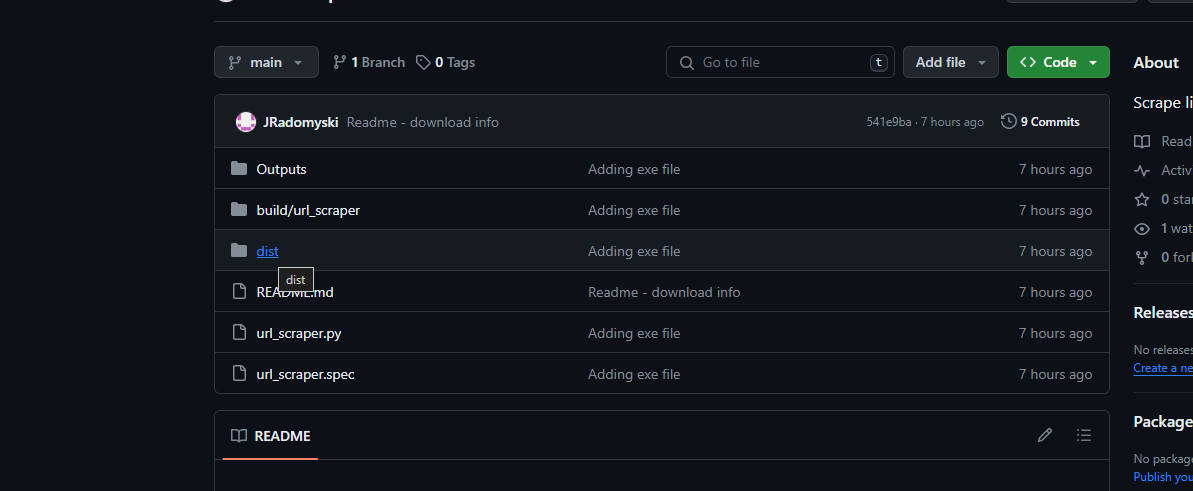 main 1 Branch 0 Tags Go to file t Add file Code
JRadomyski Readme - download info 541e9ba · 7 hours ago 9 Commits
Outputs Adding exe file 7 hours ago
build/url_scraper Adding exe file 7 hours ago
dist Adding exe file 7 hours ago
dist
README.md Readme - download info 7 hours ago
url_scraper.py Adding exe file 7 hours ago
url_scraper.spec Adding exe file 7 hours ago
README
About
Scrape li
Read
Activ
0 star
1 wat
0 fork
Releases
No releases
Create a ne
Package
No package
Publish you